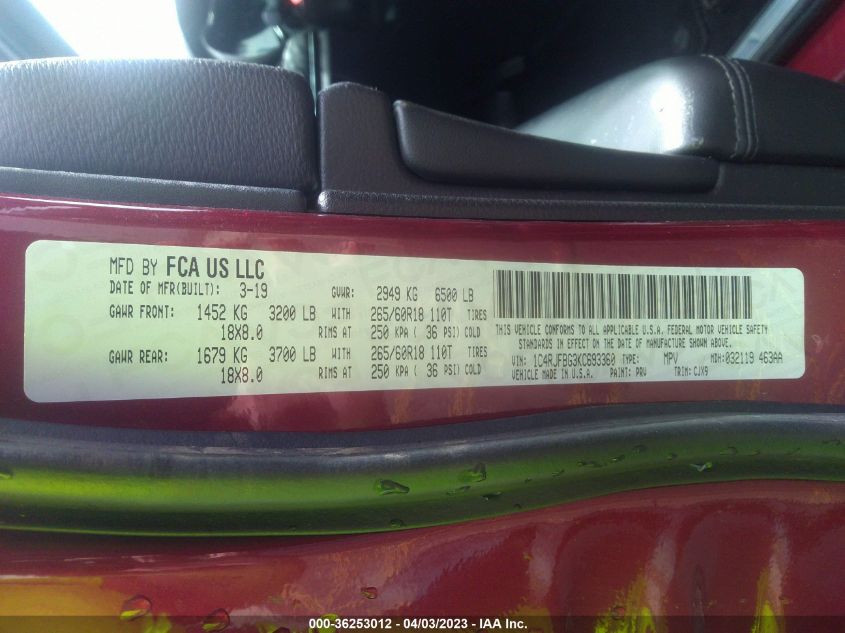 MFD BY FCA US LLC
DATE OF MFR(BUILT): 3-19 GVWR: 2949 KG 6500 LB
GAWR FRONT: 1452 KG 3200 LB WITH 265/60R18 110T TIRES
18X8.0 RIMS AT 250 KPA ( 36 PSI) COLD
GAWR REAR: 1679 KG 3700 LB WITH 265/60R18 110T TIRES
18X8.0 RIMS AT 250 KPA ( 36 PSI) COLD
THIS VEHICLE CONFORMS TO ALL APPLICABLE U.S.A. FEDERAL MOTOR VEHICLE SAFETY
STANDARDS IN EFFECT ON THE DATE OF MANUFACTURE SHOWN ABOVE.
VIN: 1C4RJFBG3KC693360 TYPE: MPV MDH:032119 463AA
VEHICLE MADE IN U.S.A. PAINT: PRV TRIM: CJX9
000-36253012 - 04/03/2023 - IAA Inc.